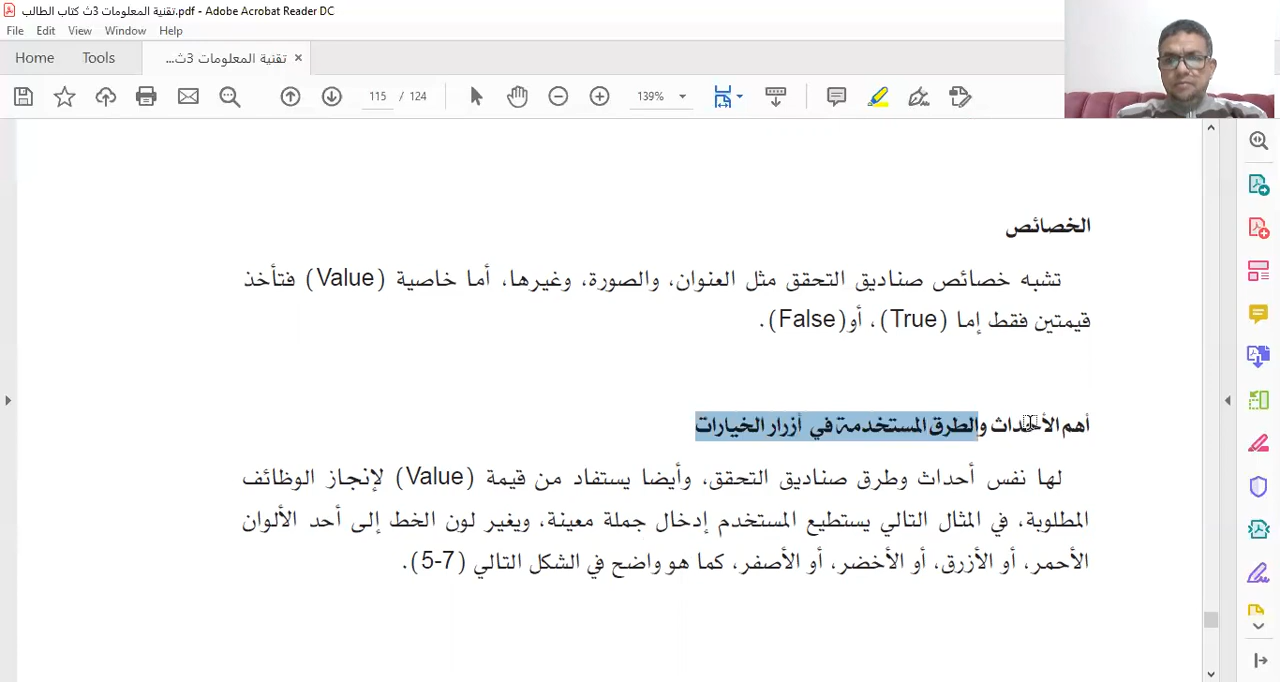 تقنية المعلومات 3ث كتاب الطالب.pdf - Adobe Acrobat Reader DC
File Edit View Window Help
Home Tools تقنية المعلومات 3ث... ×
115 / 124 139%
الخصائص
تشبه خصائص صناديق التحقق مثل العنوان، والصورة، وغيرها، أما خاصية (Value) فتأخذ
قيمتين فقط إما (True)، أو(False).
أهم الأحداث والطرق المستخدمة في أزرار الخيارات
لها نفس أحداث وطرق صناديق التحقق، وأيضا يستفاد من قيمة (Value) لإنجاز الوظائف
المطلوبة، في المثال التالي يستطيع المستخدم إدخال جملة معينة، ويغير لون الخط إلى أحد الألوان
الأحمر، أو الأزرق، أو الأخضر، أو الأصفر، كما هو واضح في الشكل التالي (7-5).